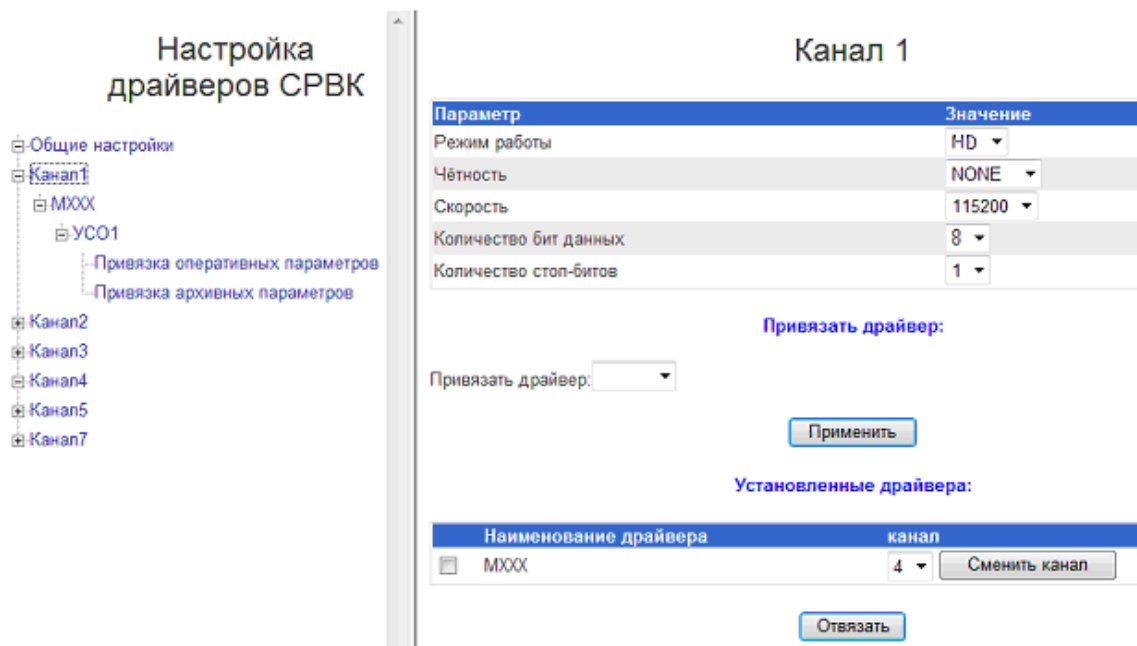 Настройка
драйверов СРВК
Общие настройки
Канал1
МХХХ
УСО1
Привязка оперативных параметров
Привязка архивных параметров
Канал2
Канал3
Канал4
Канал5
Канал7
Канал 1
Параметр Значение
Режим работы HD
Чётность NONE
Скорость 115200
Количество бит данных 8
Количество стоп-битов 1
Привязать драйвер:
Привязать драйвер:
Применить
Установленные драйвера:
Наименование драйвера канал
МХХХ 4 Сменить канал
Отвязать